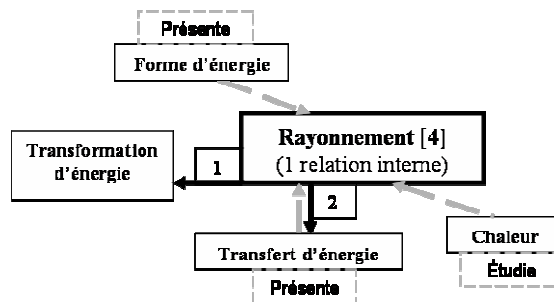 Présente
Forme d'énergie
Rayonnement [4]
(1 relation interne)
Transformation
d'énergie
1
2
Transfert d'énergie
Présente
Chaleur
Étudie